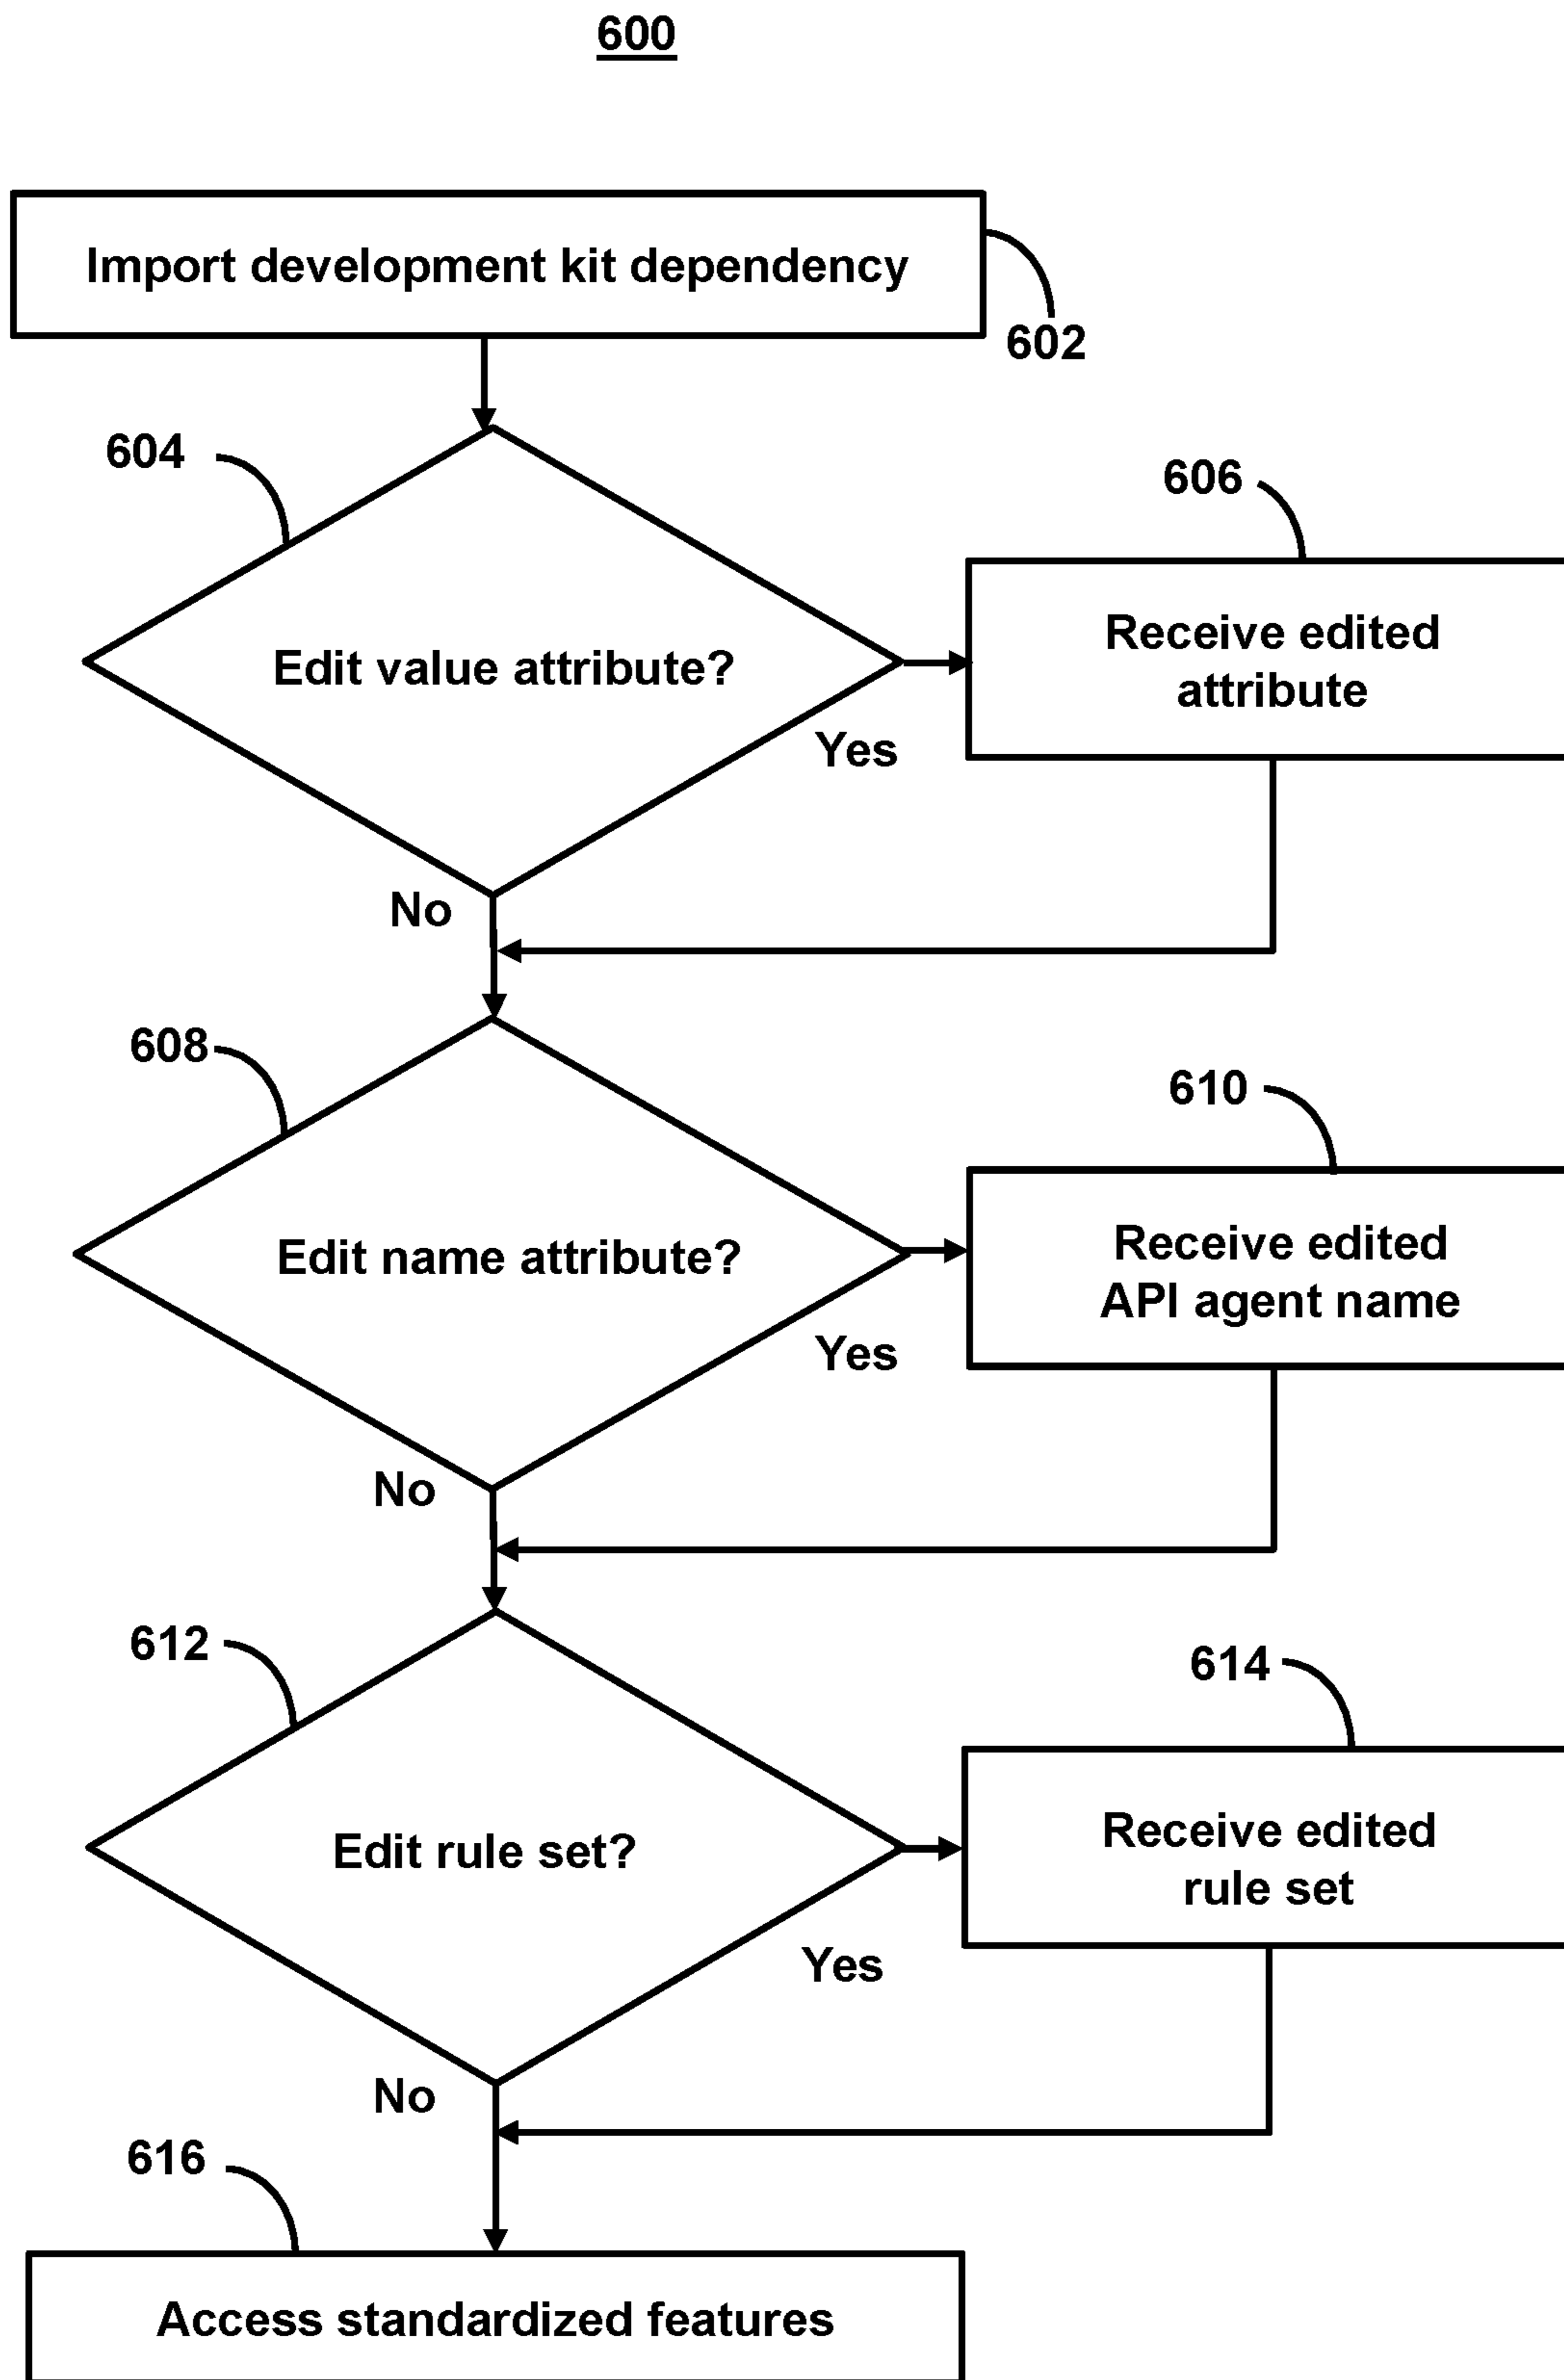 600
Import development kit dependency
602
604
606
Edit value attribute?
Receive edited
attribute
Yes
No
608
610
Edit name attribute?
Receive edited
API agent name
Yes
No
612
614
Edit rule set?
Receive edited
rule set
Yes
No
616
Access standardized features